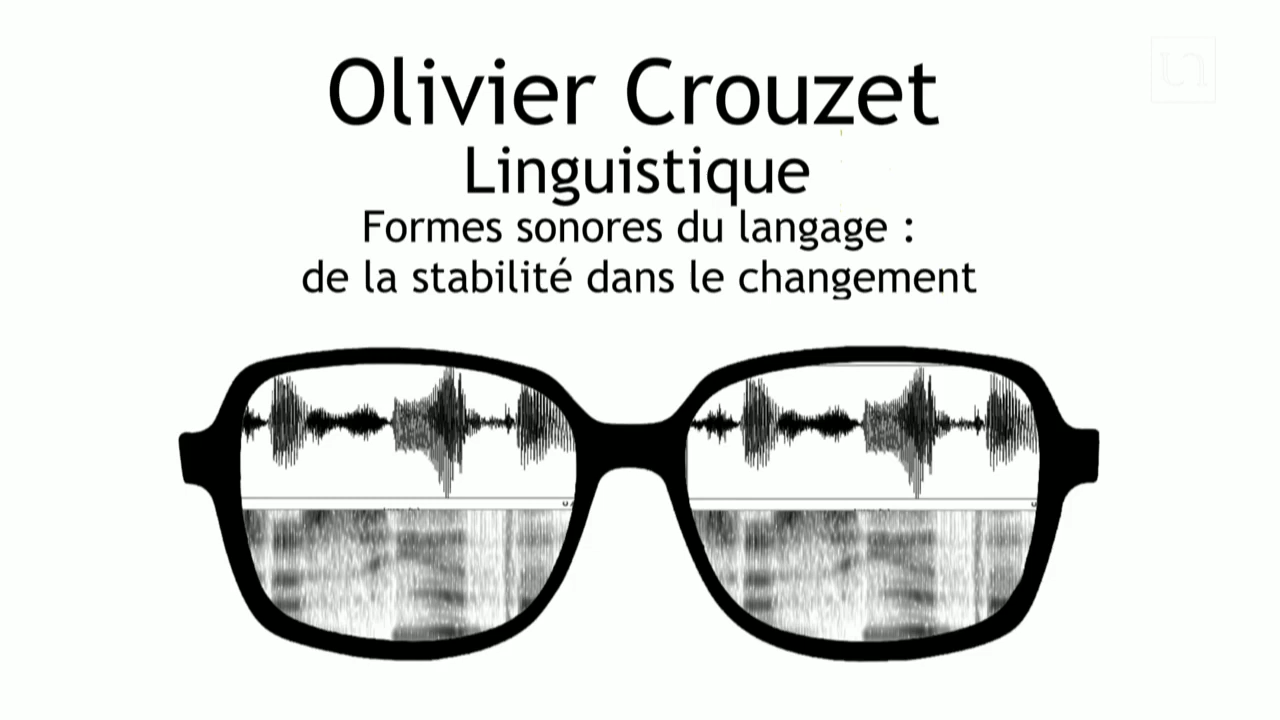 Olivier Crouzet
Linguistique
Formes sonores du langage :
de la stabilité dans le changement